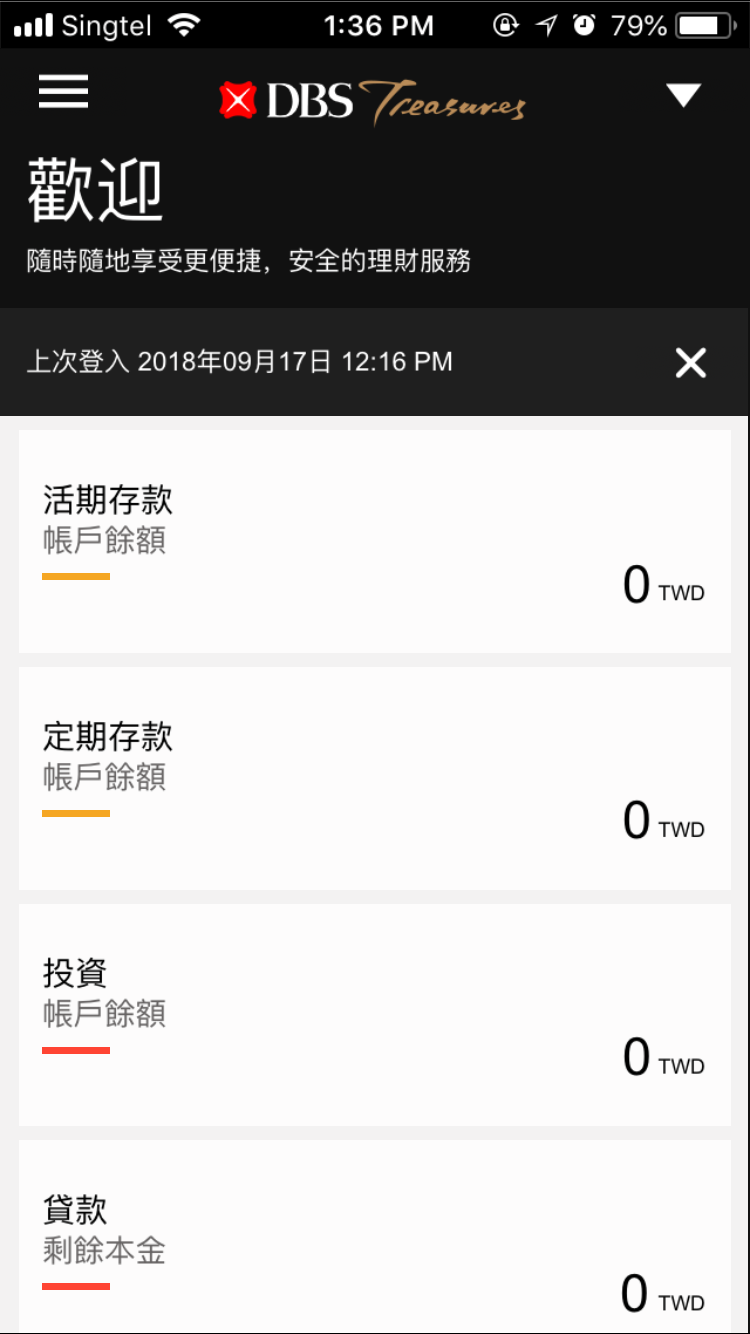 Singtel 1:36 PM 79%
DBS Treasures
歡迎
隨時隨地享受更便捷，安全的理財服務
上次登入 2018年09月17日 12:16 PM
活期存款
帳戶餘額
0 TWD
定期存款
帳戶餘額
0 TWD
投資
帳戶餘額
0 TWD
貸款
剩餘本金
0 TWD